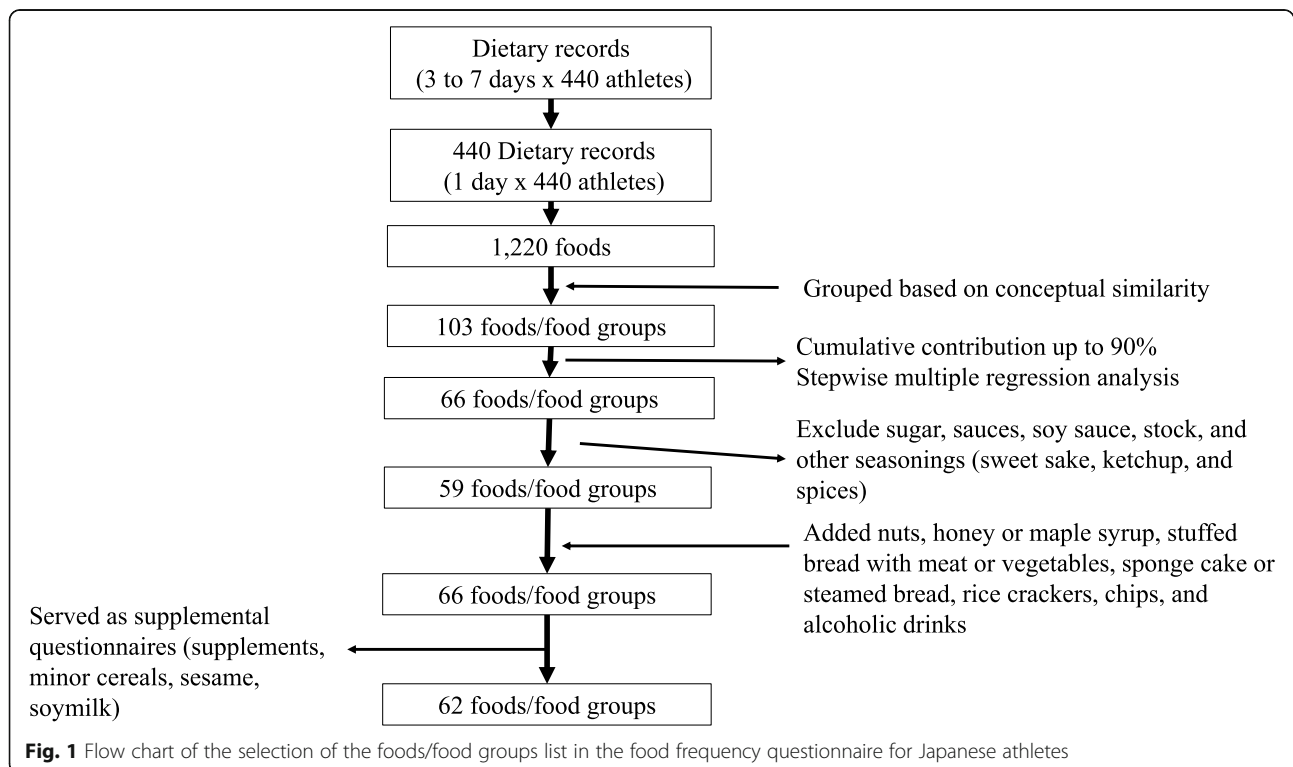 Dietary records
(3 to 7 days x 440 athletes)
440 Dietary records
(1 day x 440 athletes)
1,220 foods
Grouped based on conceptual similarity
103 foods/food groups
Cumulative contribution up to 90%
Stepwise multiple regression analysis
66 foods/food groups
Exclude sugar, sauces, soy sauce, stock, and
other seasonings (sweet sake, ketchup, and
spices)
59 foods/food groups
Added nuts, honey or maple syrup, stuffed
bread with meat or vegetables, sponge cake or
steamed bread, rice crackers, chips, and
alcoholic drinks
66 foods/food groups
Served as supplemental
questionnaires (supplements,
minor cereals, sesame,
soymilk)
62 foods/food groups
Fig. 1 Flow chart of the selection of the foods/food groups list in the food frequency questionnaire for Japanese athletes